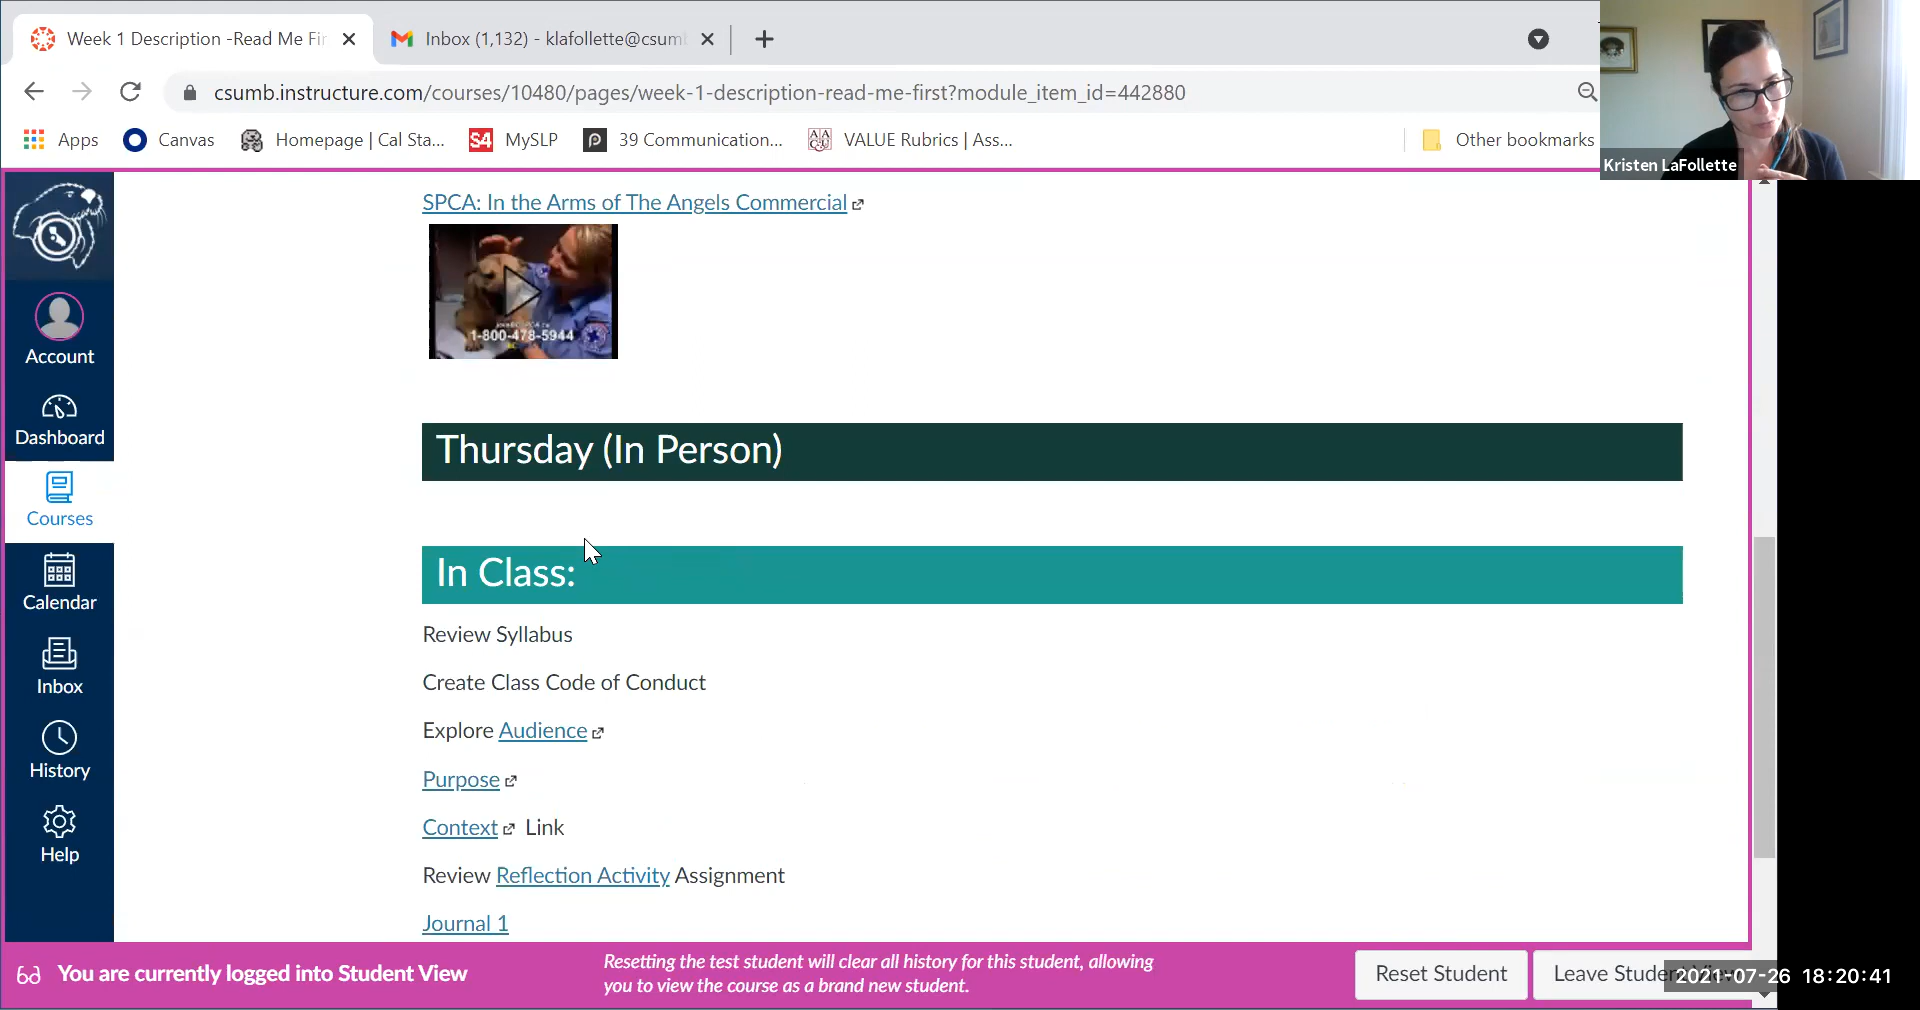 Week 1 Description -Read Me Fir
Inbox (1,132) - klafollette@csumb
csumb.instructure.com/courses/10480/pages/week-1-description-read-me-first?module_item_id=442880
Apps
Canvas
Homepage | Cal Sta...
S4
MySLP
39 Communication...
VALUE Rubrics | Ass...
Other bookmarks
Kristen LaFollette
SPCA: In the Arms of The Angels Commercial
1-800-478-5944
Account
Dashboard
Courses
Calendar
Inbox
History
Help
Thursday (In Person)
In Class:
Review Syllabus
Create Class Code of Conduct
Explore Audience
Purpose
Context Link
Review Reflection Activity Assignment
Journal 1
You are currently logged into Student View
Resetting the test student will clear all history for this student, allowing
you to view the course as a brand new student.
Reset Student
Leave Student View
2021-07-26 18:20:41